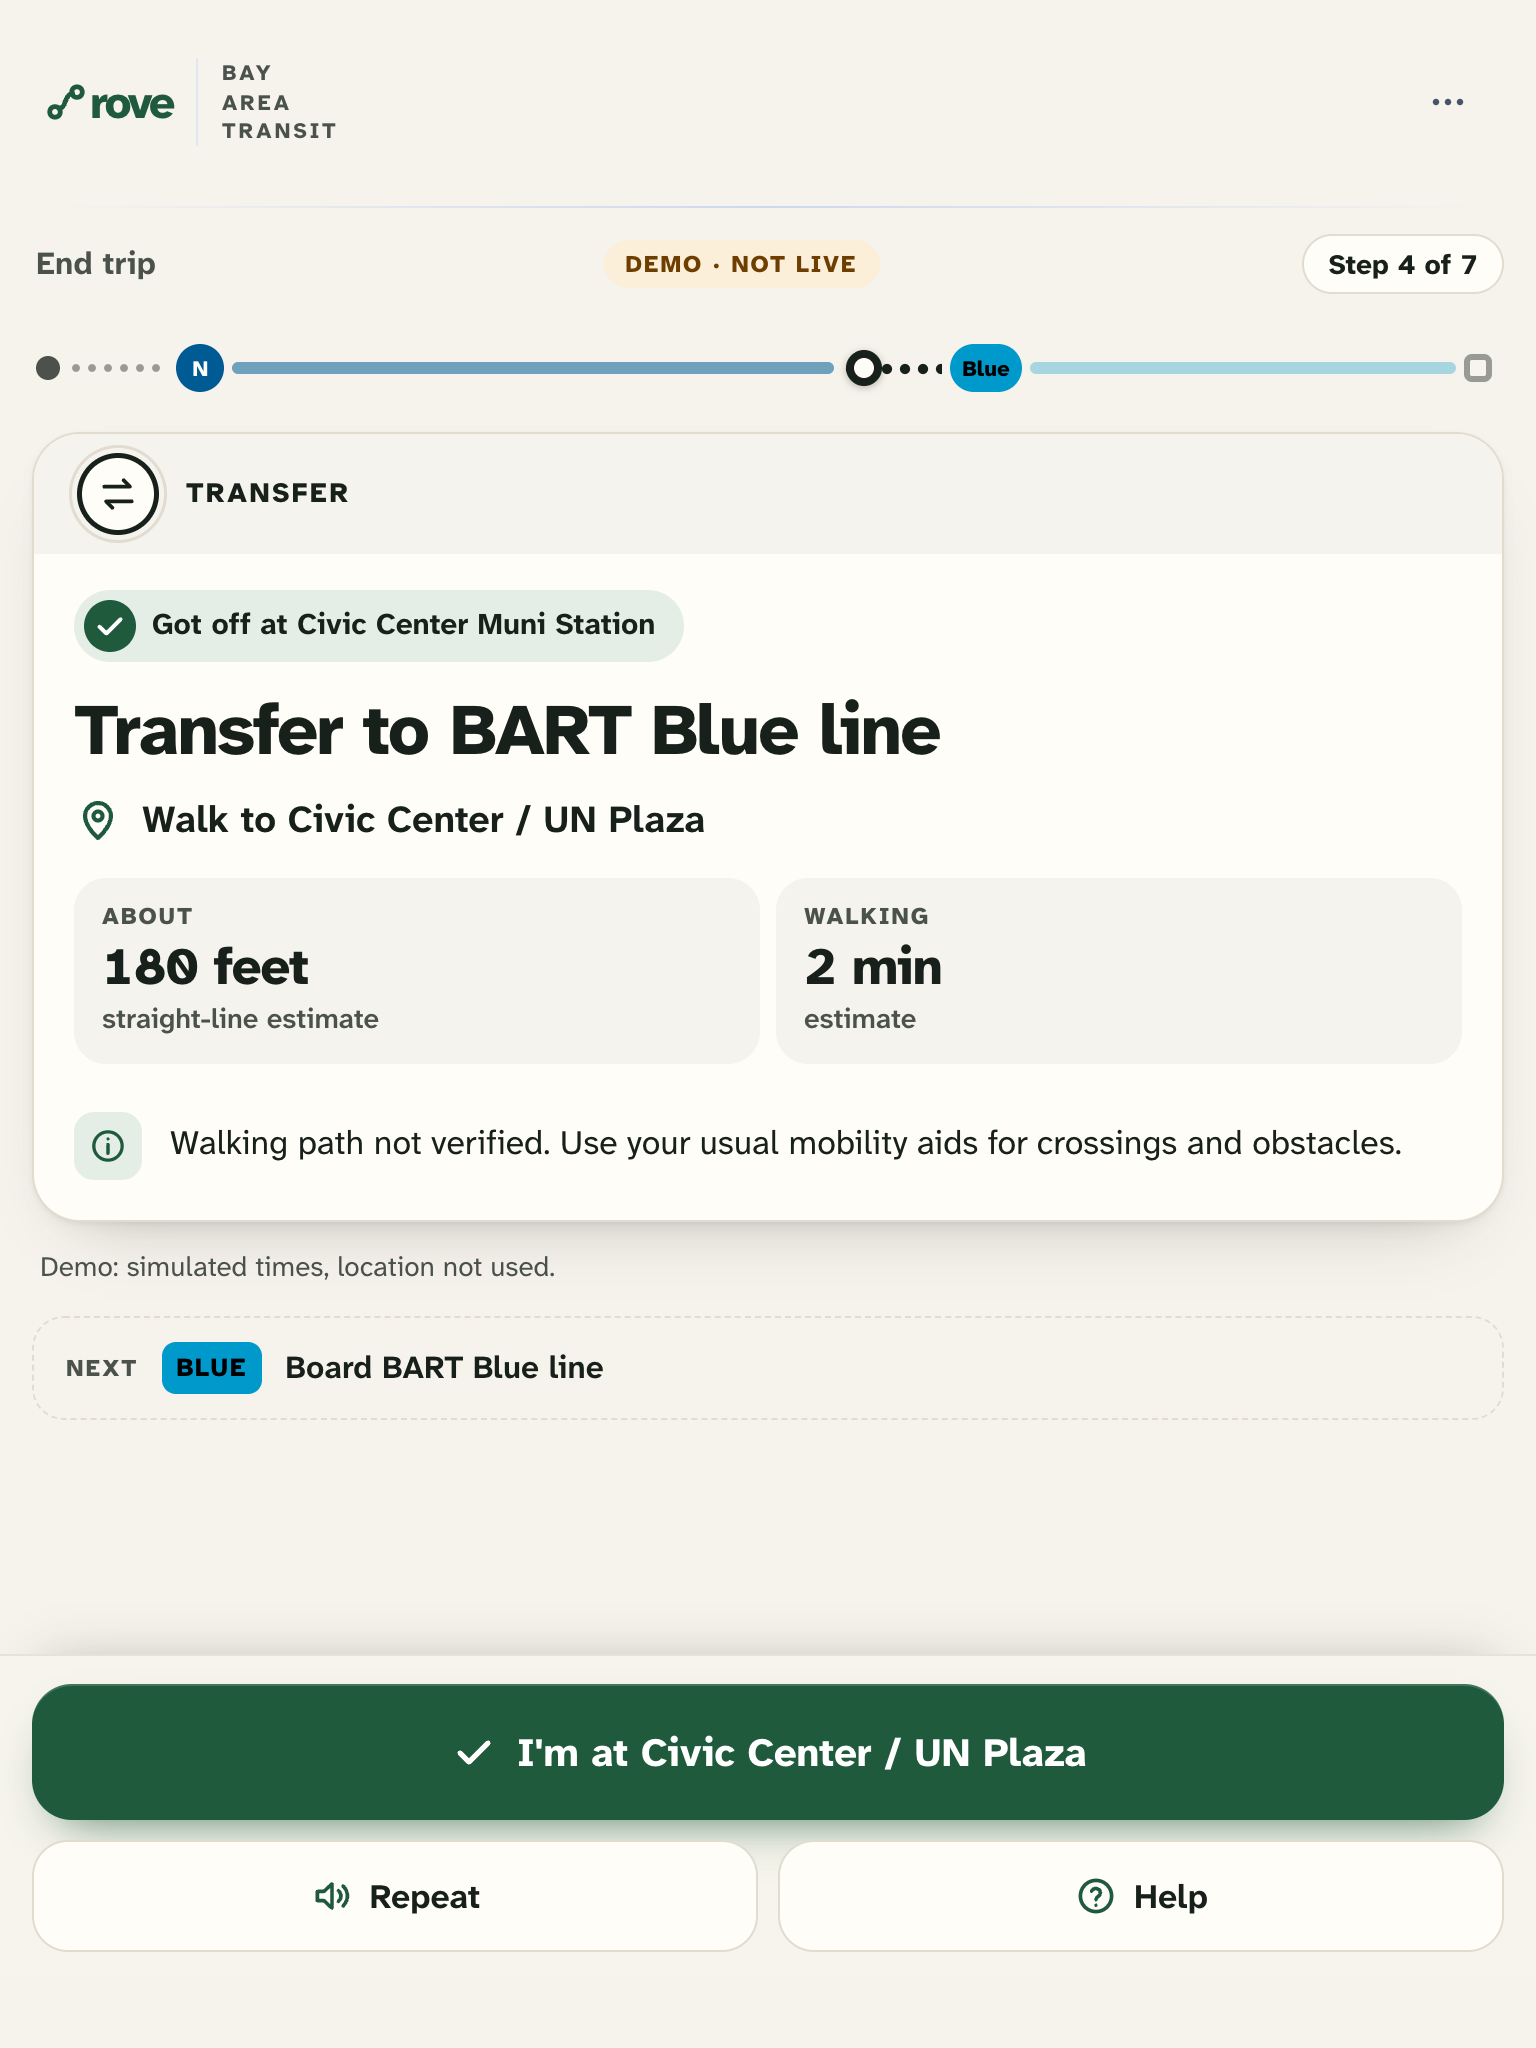 rove
BAY
AREA
TRANSIT
End trip
DEMO · NOT LIVE
Step 4 of 7
N
Blue
TRANSFER
Got off at Civic Center Muni Station
Transfer to BART Blue line
Walk to Civic Center / UN Plaza
ABOUT
180 feet
straight-line estimate
WALKING
2 min
estimate
Walking path not verified. Use your usual mobility aids for crossings and obstacles.
Demo: simulated times, location not used.
NEXT BLUE Board BART Blue line
I'm at Civic Center / UN Plaza
Repeat
Help